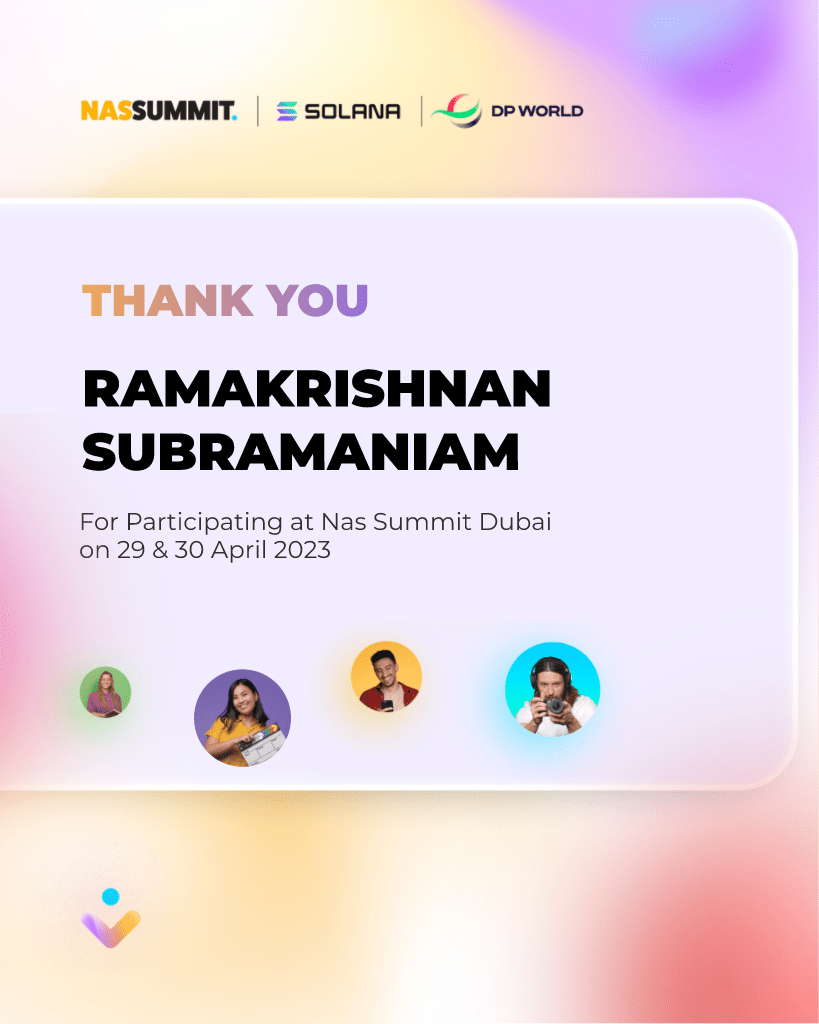 NASSUMMIT. SOLANA DP WORLD
THANK YOU
RAMAKRISHNAN
SUBRAMANIAM
For Participating at Nas Summit Dubai
on 29 & 30 April 2023